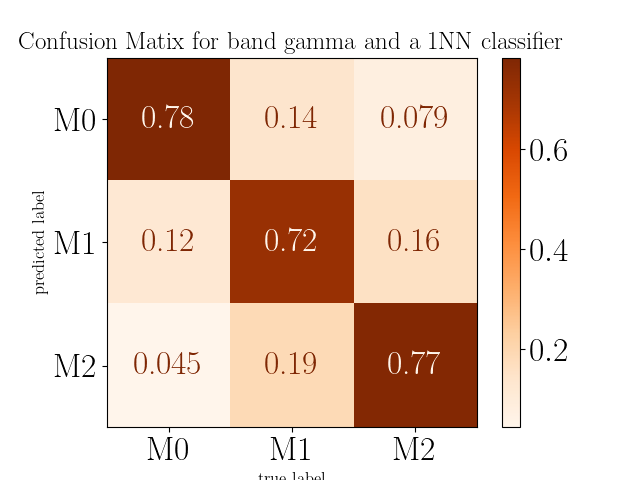 Confusion Matix for band gamma and a 1NN classifier
M0 0.78 0.14 0.079
M1 0.12 0.72 0.16
M2 0.045 0.19 0.77
M0 M1 M2
predicted label
true label
0.6
0.4
0.2